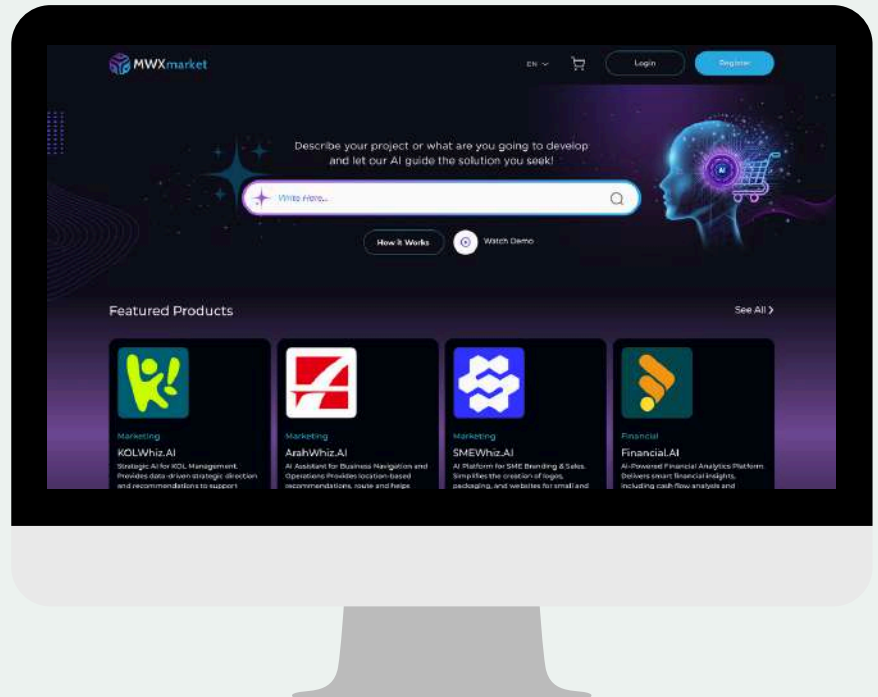 MWXmarket
EN
Login
Register
Describe your project or what are you going to develop
and let our AI guide the solution you seek!
Write Here...
How it Works
Watch Demo
AI
Featured Products
See All
Marketing
KOLWhiz.AI
Strategic AI for KOL Management.
Provides data-driven strategic direction
and recommendations to support
Marketing
ArahWhiz.AI
AI Assistant for Business Navigation and
Operations Provides location-based
recommendations, route and helps
Marketing
SMEWhiz.AI
AI Platform for SME Branding & Sales.
Simplifies the creation of logos,
packaging, and websites for small and
Financial
Financial.AI
AI-Powered Financial Analytics Platform
Delivers smart financial insights,
including cash flow analysis and